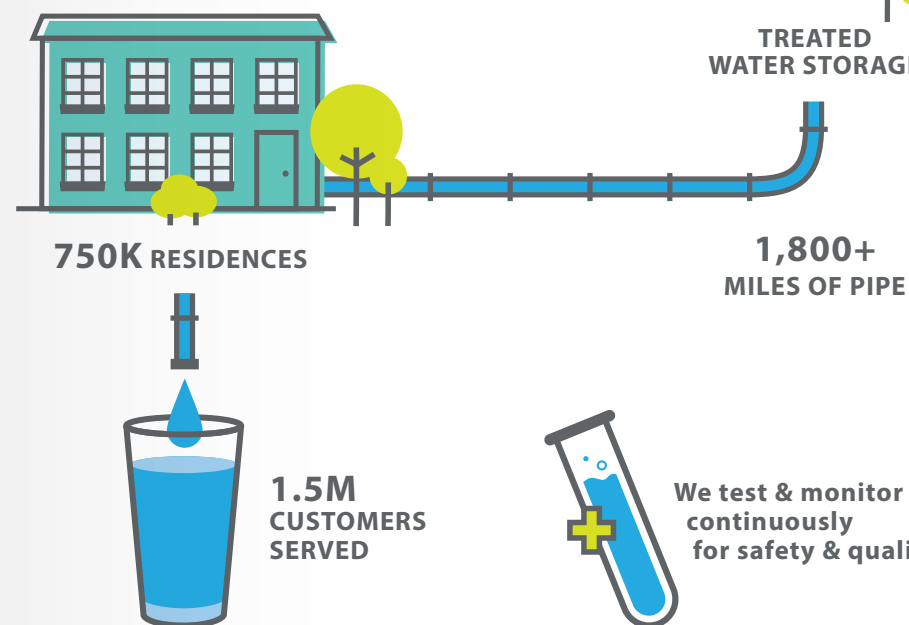 TREATED
WATER STORAGE
750K RESIDENCES
1,800+
MILES OF PIPE
1.5M
CUSTOMERS
SERVED
We test & monitor
continuously
for safety & quali